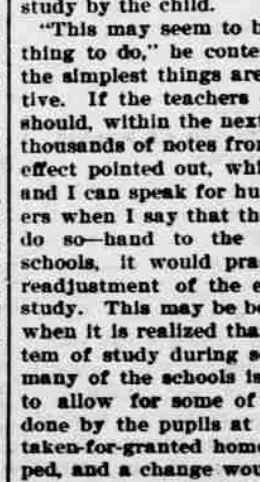 study by the child.
"This may seem to b
thing to do," he conte
the simplest things are
tive. If the teachers
should, within the next
thousands of notes from
effect pointed out, whi
and I can speak for hu
ers when I say that th
do so—hand to the
schools, it would pra
readjustment of the e
study. This may be be
when it is realized tha
tem of study during s
many of the schools is
to allow for some of
done by the pupils at
taken-for-granted home
ped, and a change wou